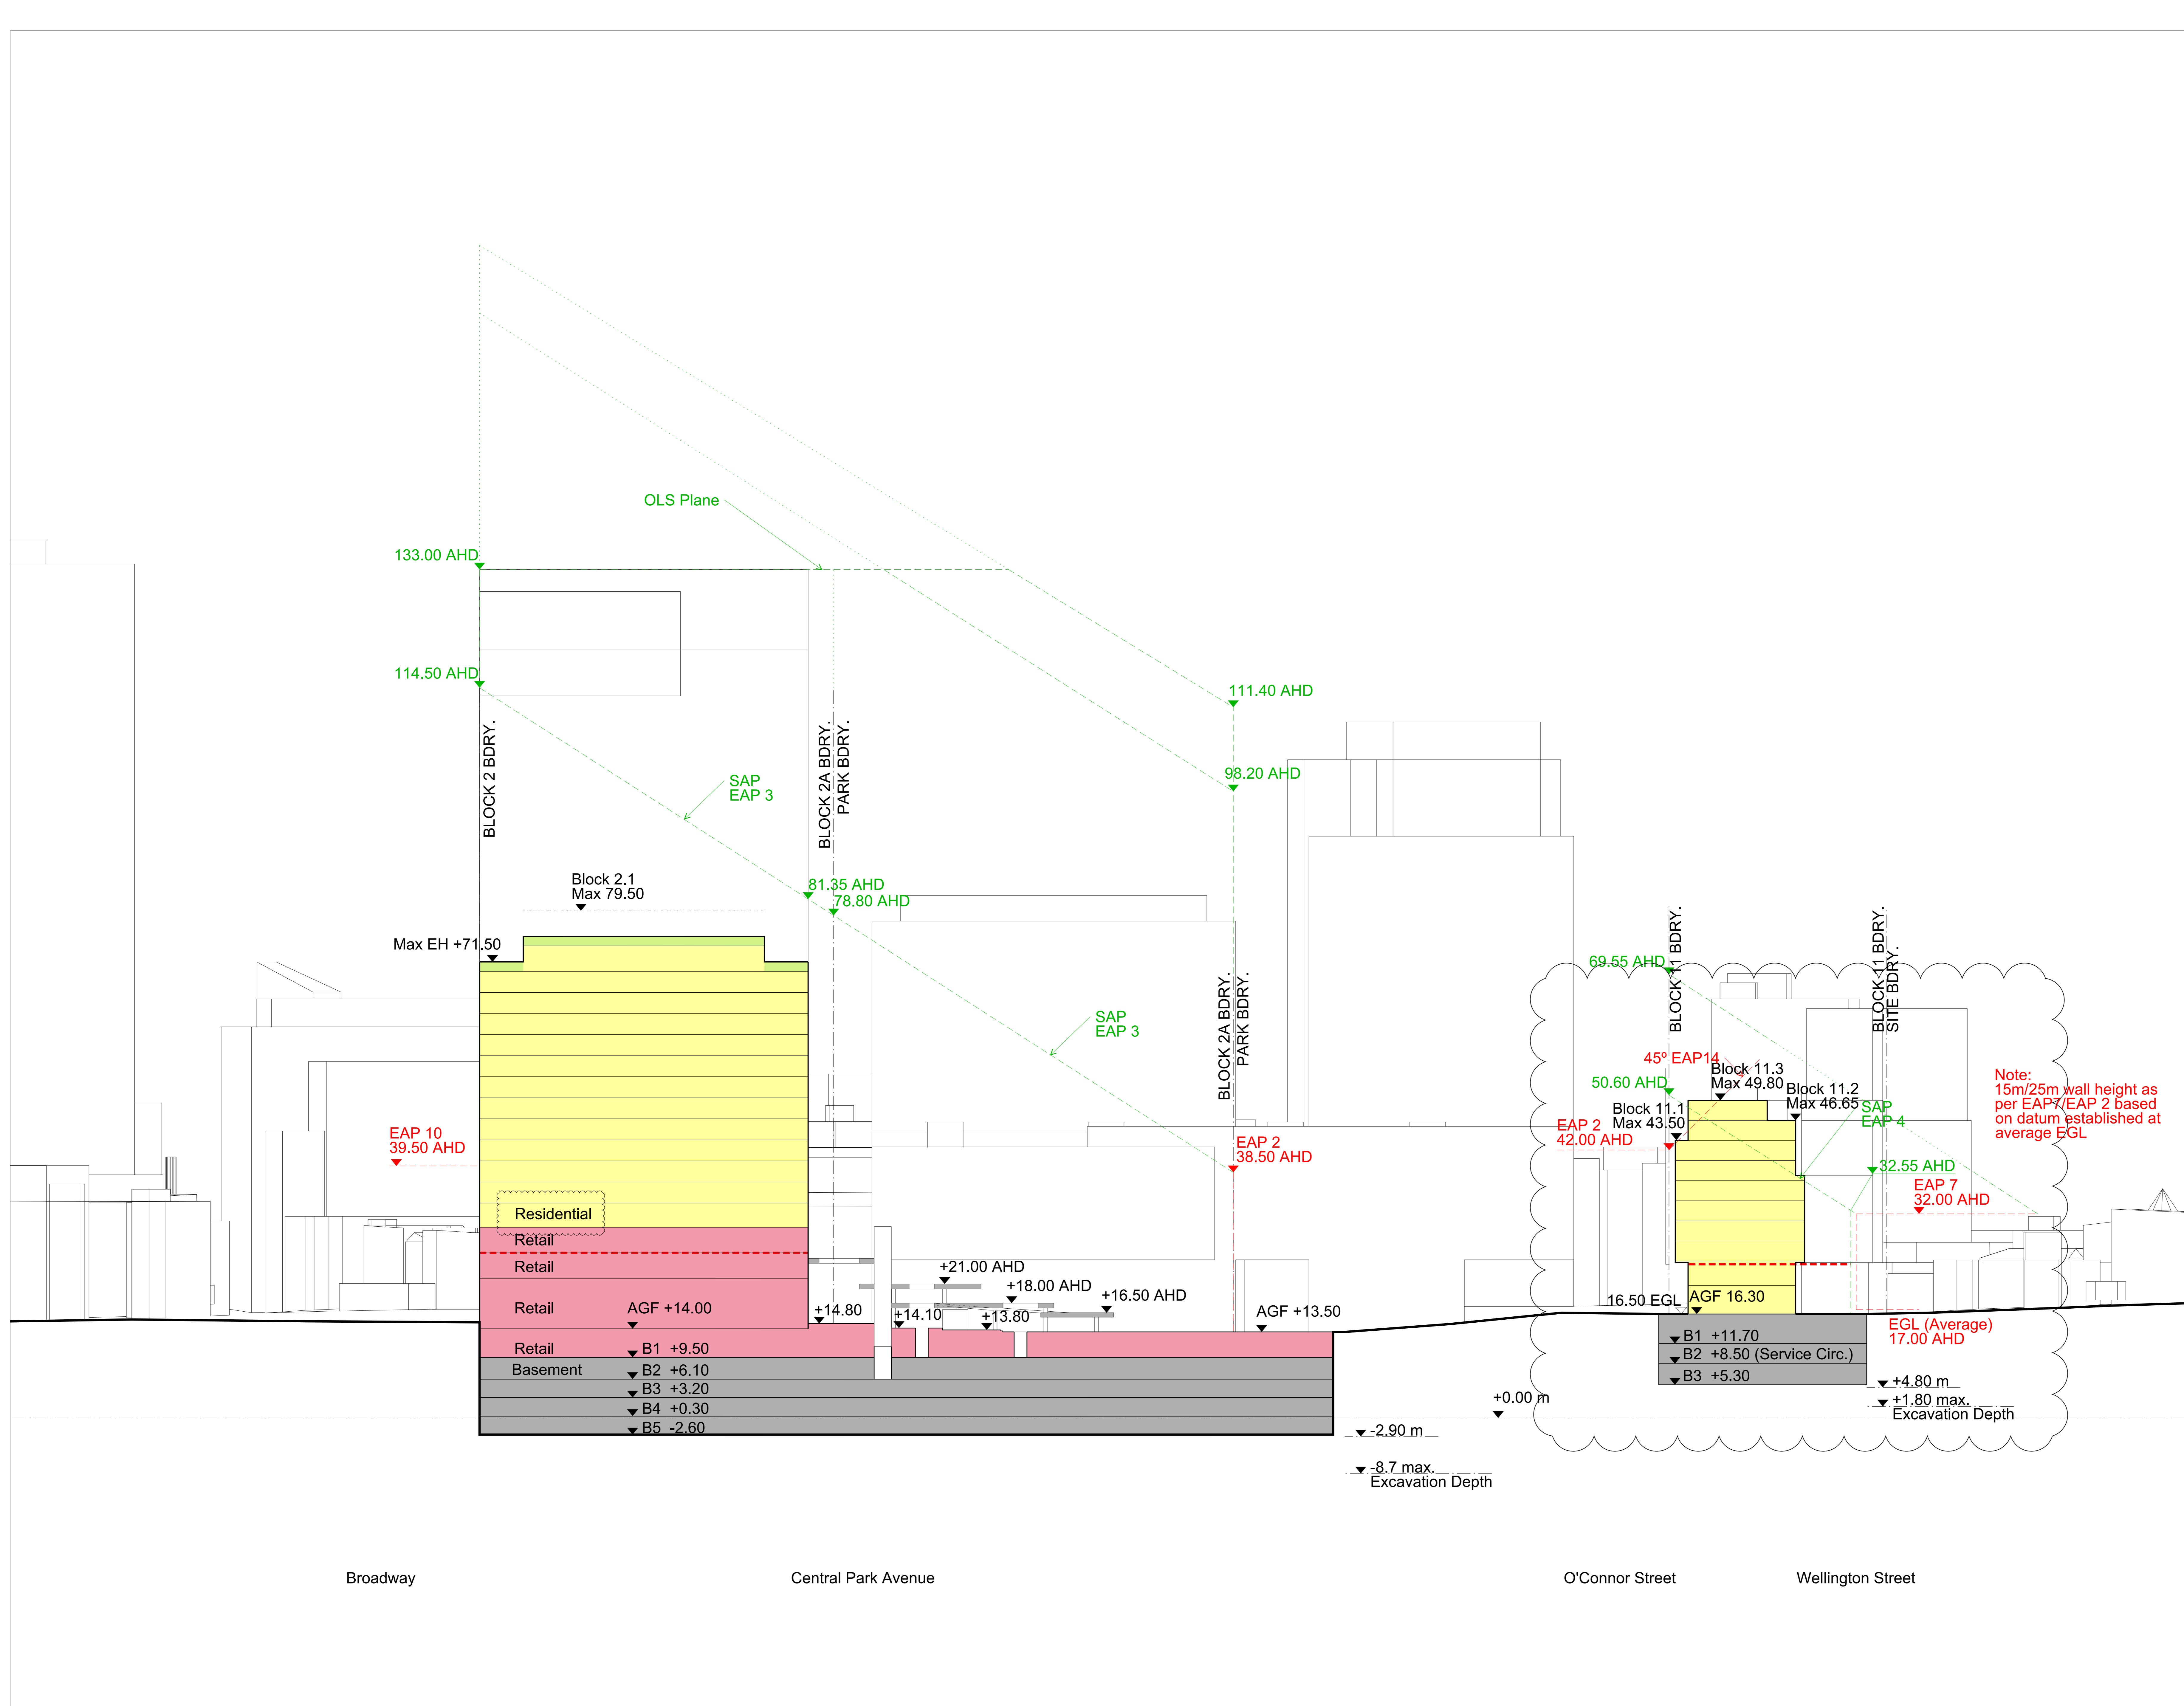 OLS Plane
133.00 AHD
114.50 AHD
111.40 AHD
98.20 AHD
BLOCK 2 BDRY.
BLOCK 2A BDRY.
PARK BDRY.
SAP
EAP 3
Block 2.1
Max 79.50
81.35 AHD
78.80 AHD
Max EH +71.50
SAP
EAP 3
BLOCK 2A BDRY.
PARK BDRY.
EAP 10
39.50 AHD
EAP 2
38.50 AHD
Residential
Retail
Retail
Retail
AGF +14.00
Retail
B1 +9.50
Basement
B2 +6.10
B3 +3.20
B4 +0.30
B5 -2.60
+14.80
+14.10
+13.80
+21.00 AHD
+18.00 AHD
+16.50 AHD
AGF +13.50
-2.90 m
-8.7 max.
Excavation Depth
+0.00 m
69.55 AHD
BLOCK 11 BDRY.
BLOCK 11 BDRY.
SITE BDRY.
45º EAP14
50.60 AHD
Block 11.3
Max 49.80
Block 11.2
Max 46.65
Block 11.1
Max 43.50
EAP 2
42.00 AHD
SAP
EAP 4
32.55 AHD
EAP 7
32.00 AHD
Note:
15m/25m wall height as
per EAP 7/EAP 2 based
on datum established at
average EGL
16.50 EGL
AGF 16.30
EGL (Average)
17.00 AHD
B1 +11.70
B2 +8.50 (Service Circ.)
B3 +5.30
+4.80 m
+1.80 max.
Excavation Depth
Broadway
Central Park Avenue
O'Connor Street
Wellington Street